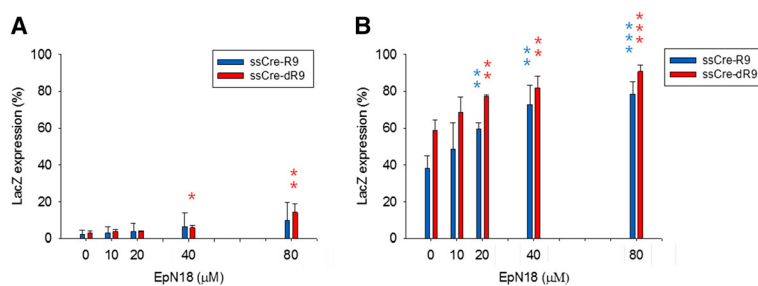 A
B
100
80
60
40
20
0
LacZ expression (%)
ssCre-R9
ssCre-dR9
*
**
0 10 20 40 80
EpN18 (μM)
100
80
60
40
20
0
LacZ expression (%)
ssCre-R9
ssCre-dR9
** ** ** ** *** ***
0 10 20 40 80
EpN18 (μM)